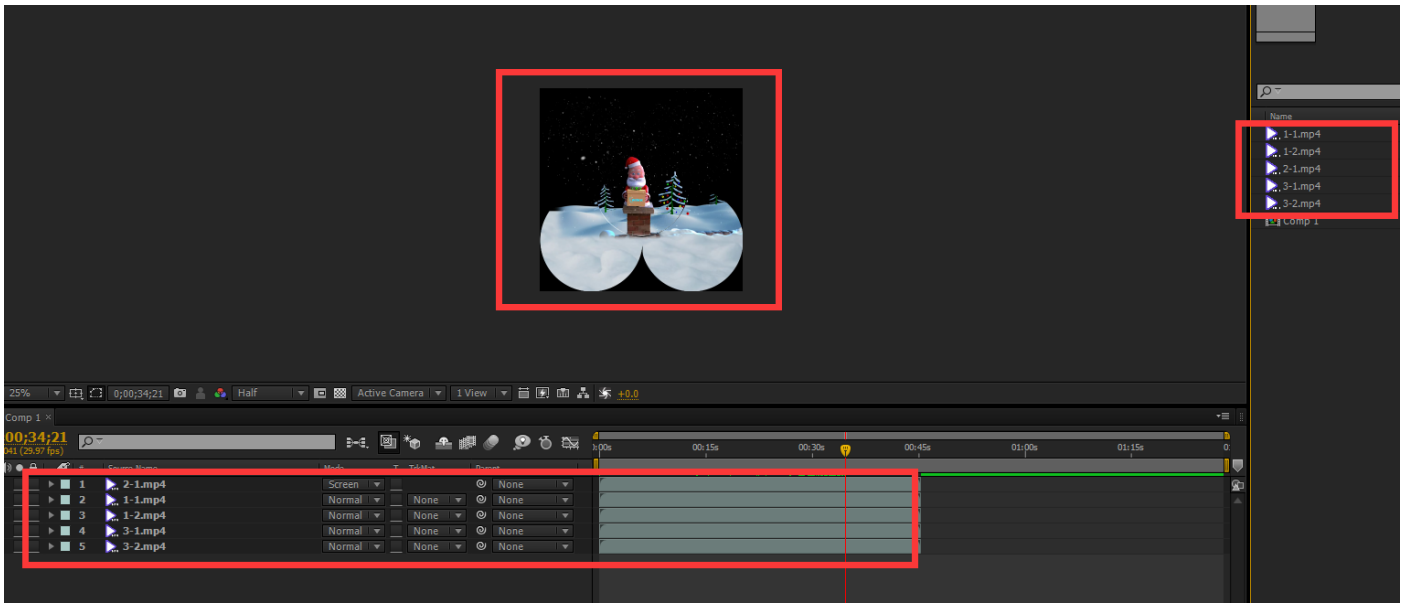 Name
1-1.mp4
1-2.mp4
2-1.mp4
3-1.mp4
3-2.mp4
Comp 1
25% 0;00;34;21 Half Active Camera 1 View +0.0
Comp 1 ×
00;34;21
041 (29.97 fps)
00s 00:15s 00:30s 00:45s 01:00s 01:15s
# Source Name Mode T TrkMat Parent
1 2-1.mp4 Screen None
2 1-1.mp4 Normal None None
3 1-2.mp4 Normal None None
4 3-1.mp4 Normal None None
5 3-2.mp4 Normal None None